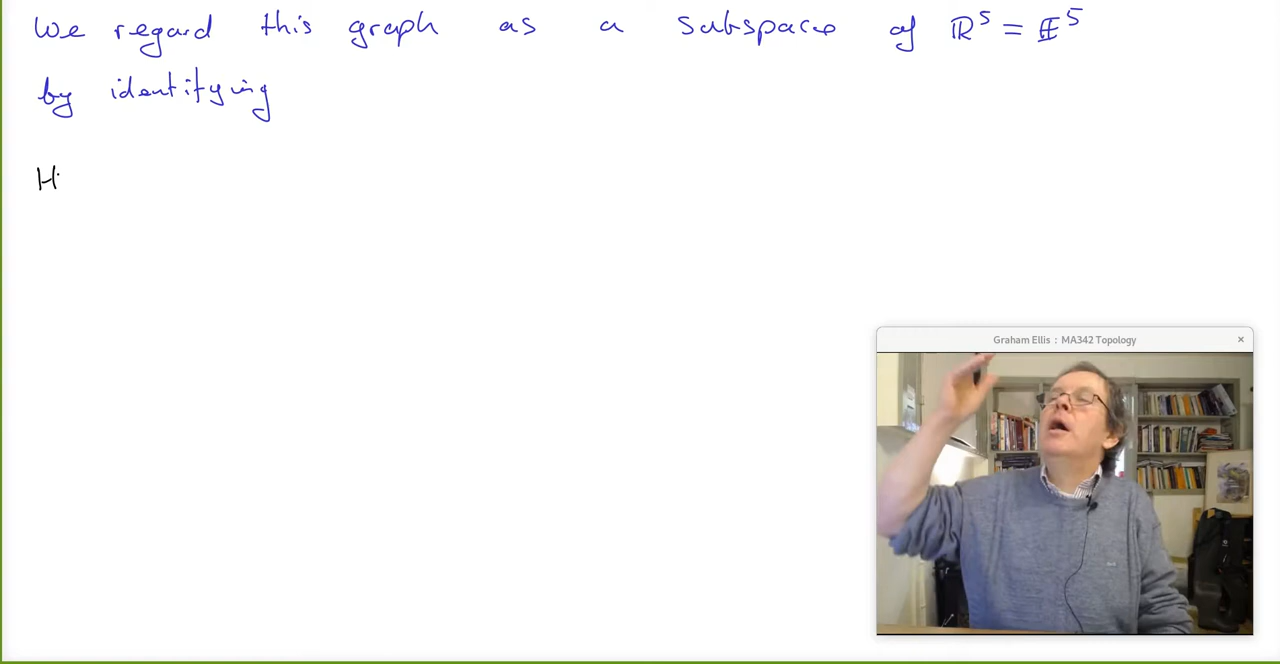 We regard this graph as a subspace of ℝ⁵ = 𝔼⁵
by identifying
H
Graham Ellis : MA342 Topology